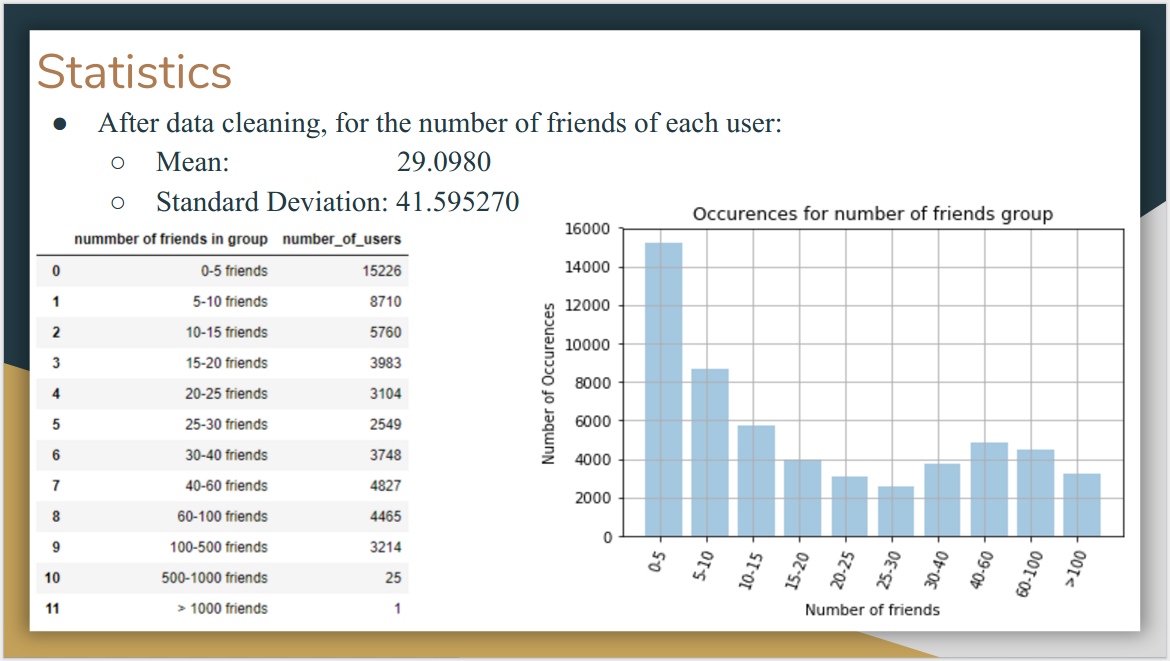 Statistics
● After data cleaning, for the number of friends of each user:
○ Mean: 29.0980
○ Standard Deviation: 41.595270
nummber of friends in group number_of_users
0 0-5 friends 15226
1 5-10 friends 8710
2 10-15 friends 5760
3 15-20 friends 3983
4 20-25 friends 3104
5 25-30 friends 2549
6 30-40 friends 3748
7 40-60 friends 4827
8 60-100 friends 4465
9 100-500 friends 3214
10 500-1000 friends 25
11 > 1000 friends 1
Occurences for number of friends group
Number of Occurences
16000
14000
12000
10000
8000
6000
4000
2000
0
0-5 5-10 10-15 15-20 20-25 25-30 30-40 40-60 60-100 >100
Number of friends